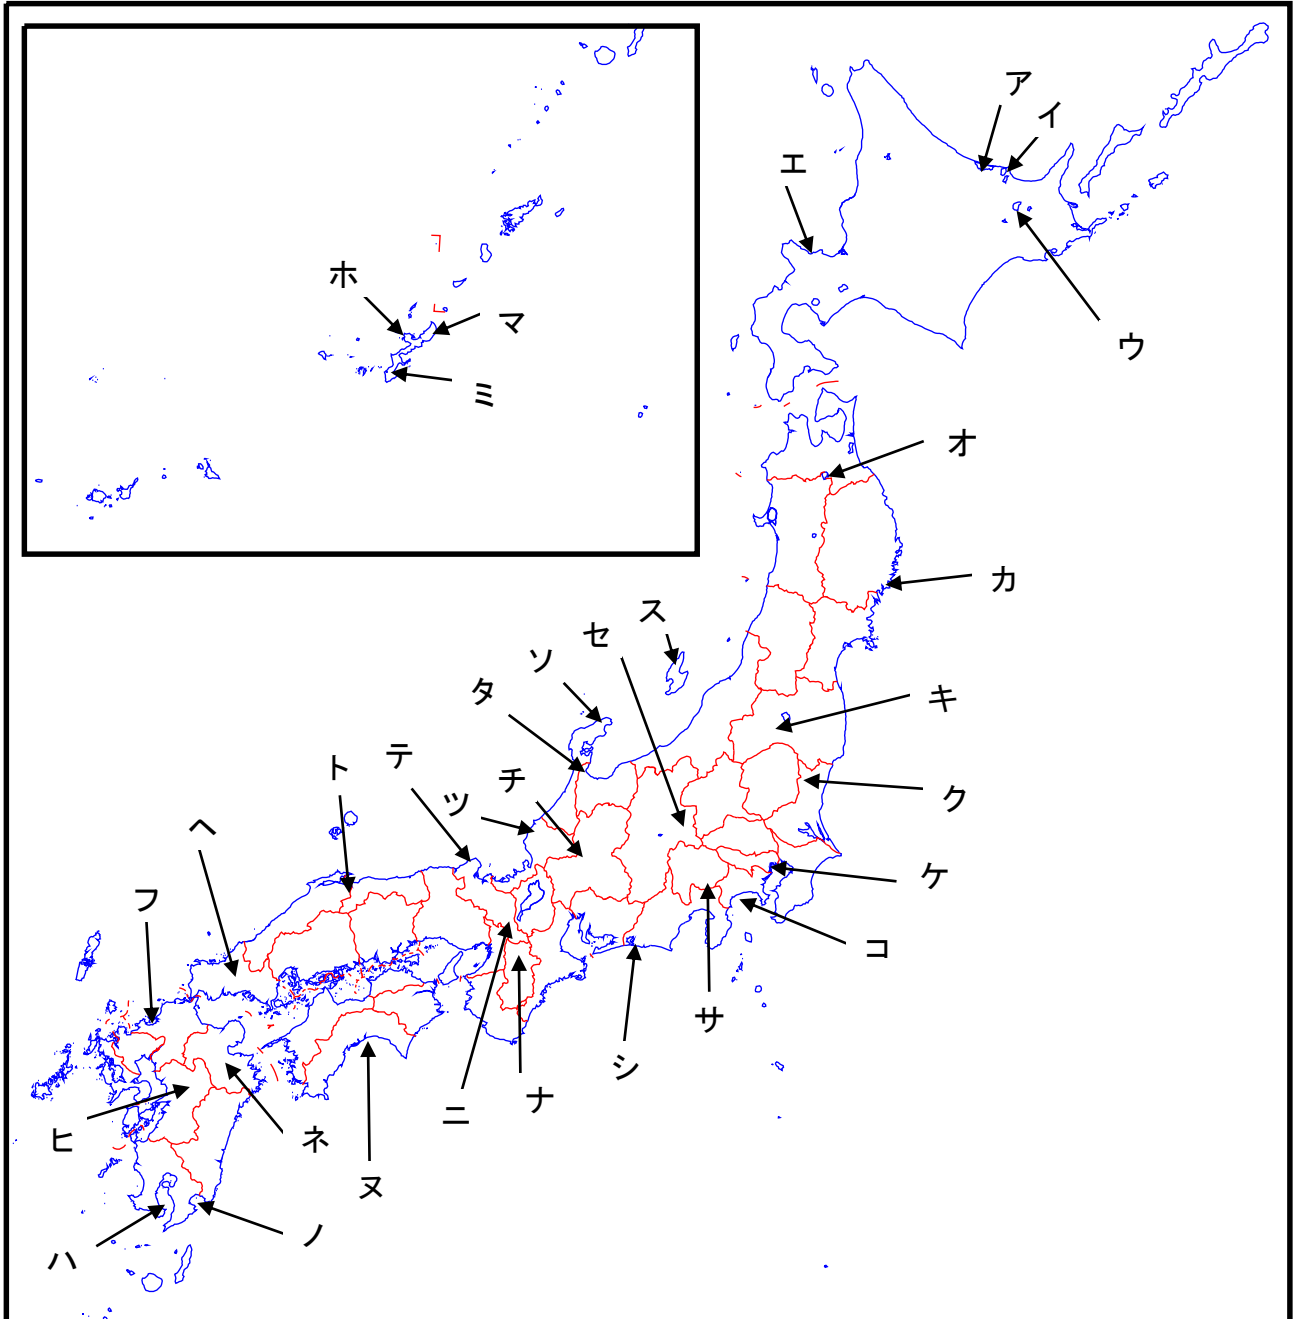 ア
イ
エ
ホ
マ
ウ
ミ
オ
カ
ス
セ
ソ
タ
キ
テ
ト
チ
ク
ツ
ヘ
ケ
フ
コ
サ
シ
ナ
ニ
ネ
ヒ
ヌ
ノ
ハ